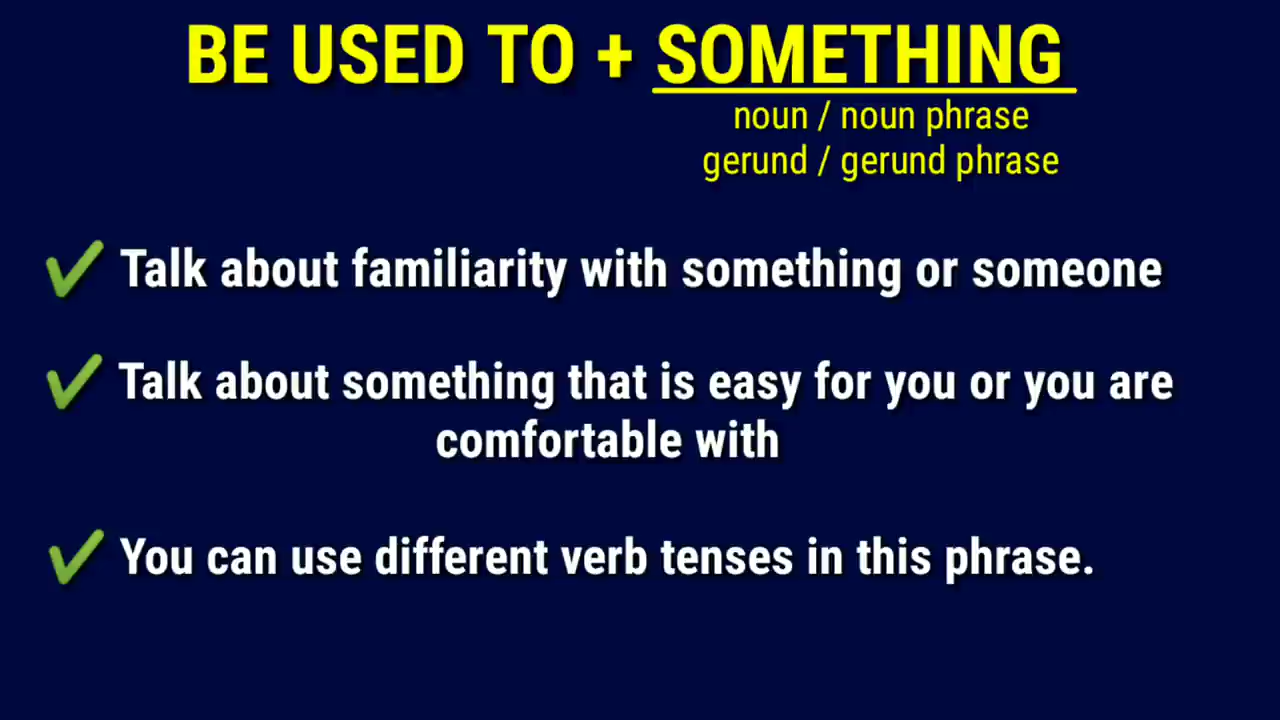 BE USED TO + SOMETHING
noun / noun phrase
gerund / gerund phrase
✔ Talk about familiarity with something or someone
✔ Talk about something that is easy for you or you are
comfortable with
✔ You can use different verb tenses in this phrase.